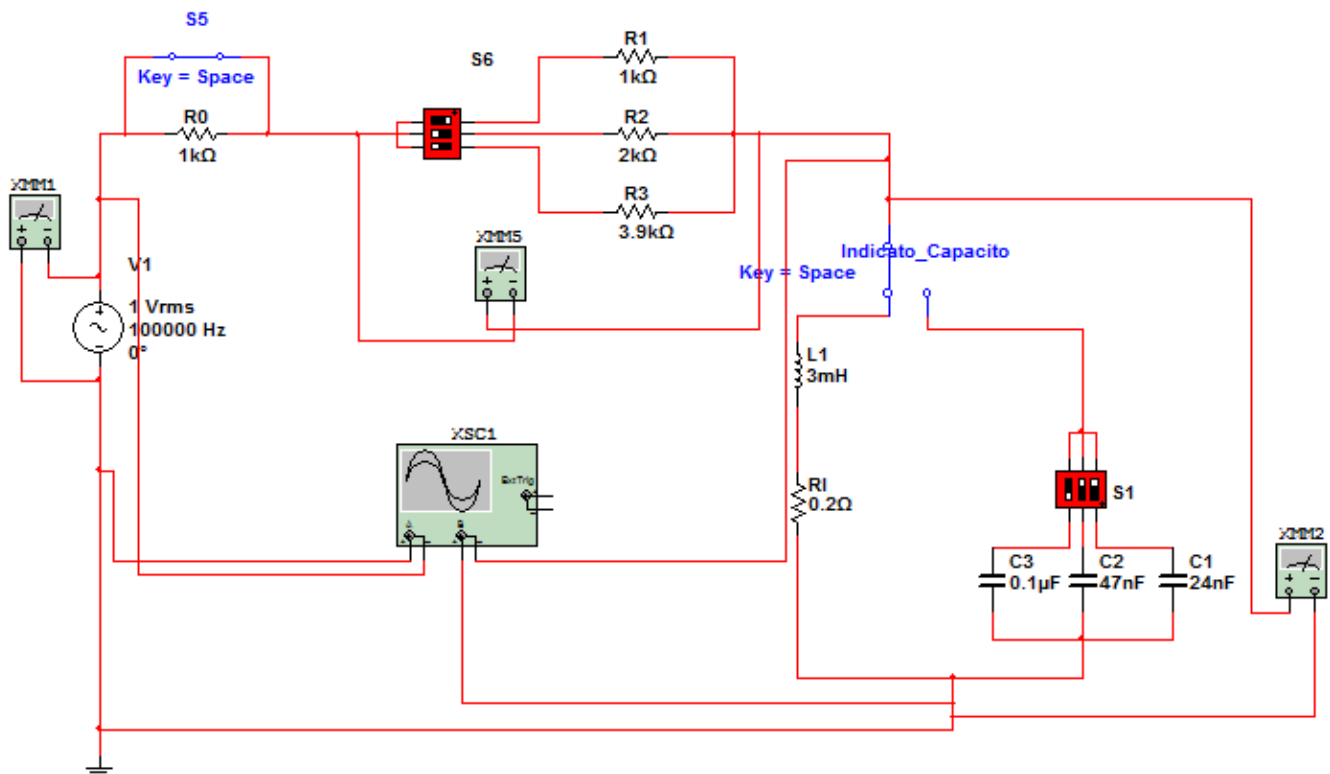 S5
Key = Space
R0
1kΩ
S6
R1
1kΩ
R2
2kΩ
R3
3.9kΩ
XMM1
+ -
V1
1 Vrms
100000 Hz
0°
XMM5
+ -
Indicato_Capacito
Key = Space
L1
3mH
Rl
0.2Ω
XSC1
Ext Trig
+
-
A
B
+ -
+ -
S1
C3
0.1µF
C2
47nF
C1
24nF
XMM2
+ -